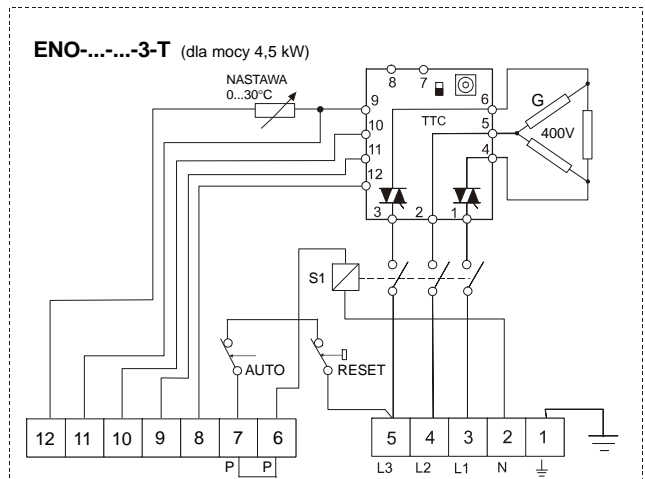 ENO-...-...-3-T (dla mocy 4,5 kW)
NASTAWA
0...30°C
8 7
9
10
11
12
TTC
6
5
4
G
400V
3 2 1
S1
AUTO
RESET
12 11 10 9 8 7 6
5 4 3 2 1
P P
L3 L2 L1 N